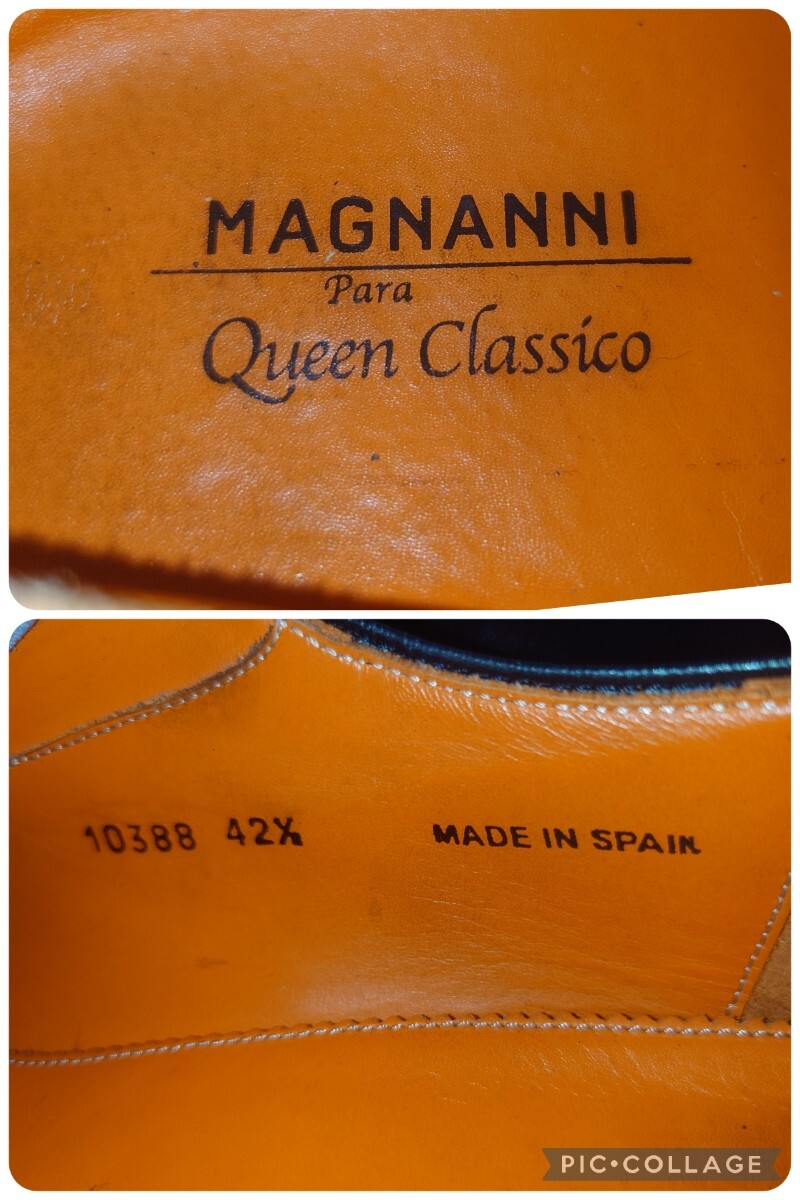 MAGNANNI
Para
Queen Classico
10388 42½ MADE IN SPAIN
PIC•COLLAGE